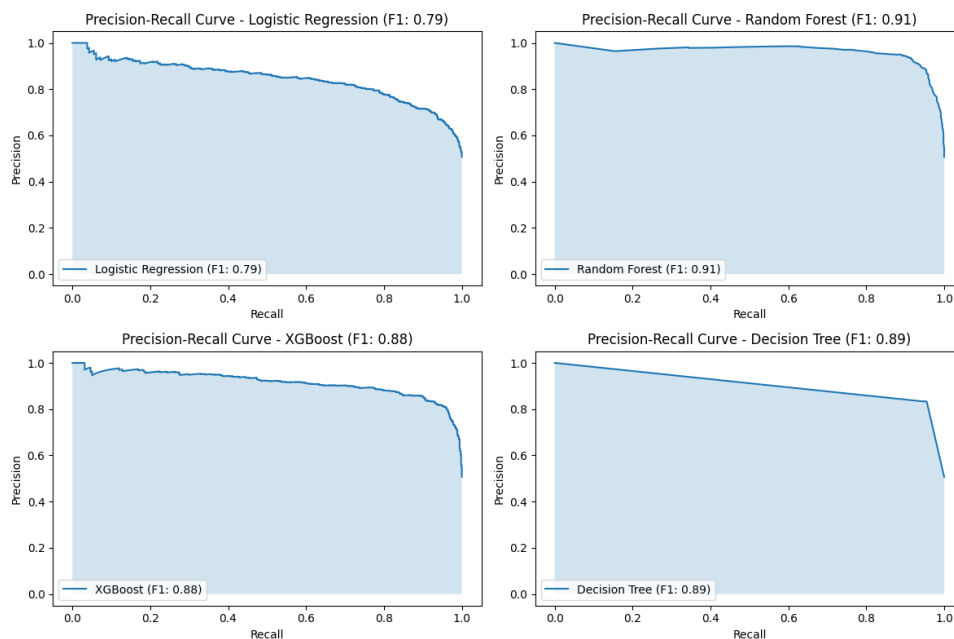 Precision-Recall Curve - Logistic Regression (F1: 0.79)
1.0
0.8
0.6
0.4
0.2
0.0
Precision
Logistic Regression (F1: 0.79)
0.0 0.2 0.4 0.6 0.8 1.0
Recall
Precision-Recall Curve - Random Forest (F1: 0.91)
1.0
0.8
0.6
0.4
0.2
0.0
Precision
Random Forest (F1: 0.91)
0.0 0.2 0.4 0.6 0.8 1.0
Recall
Precision-Recall Curve - XGBoost (F1: 0.88)
1.0
0.8
0.6
0.4
0.2
0.0
Precision
XGBoost (F1: 0.88)
0.0 0.2 0.4 0.6 0.8 1.0
Recall
Precision-Recall Curve - Decision Tree (F1: 0.89)
1.0
0.8
0.6
0.4
0.2
0.0
Precision
Decision Tree (F1: 0.89)
0.0 0.2 0.4 0.6 0.8 1.0
Recall